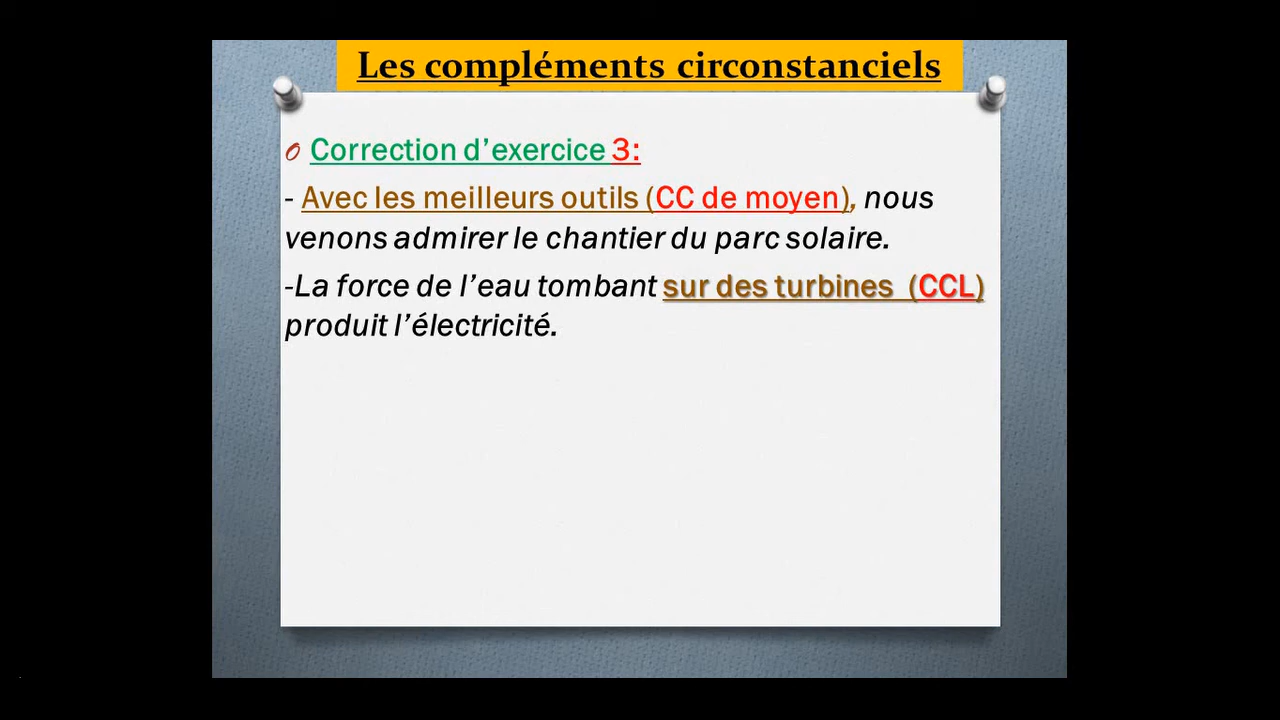 Les compléments circonstanciels
Correction d’exercice 3:
- Avec les meilleurs outils (CC de moyen), nous
venons admirer le chantier du parc solaire.
-La force de l’eau tombant sur des turbines (CCL)
produit l’électricité.